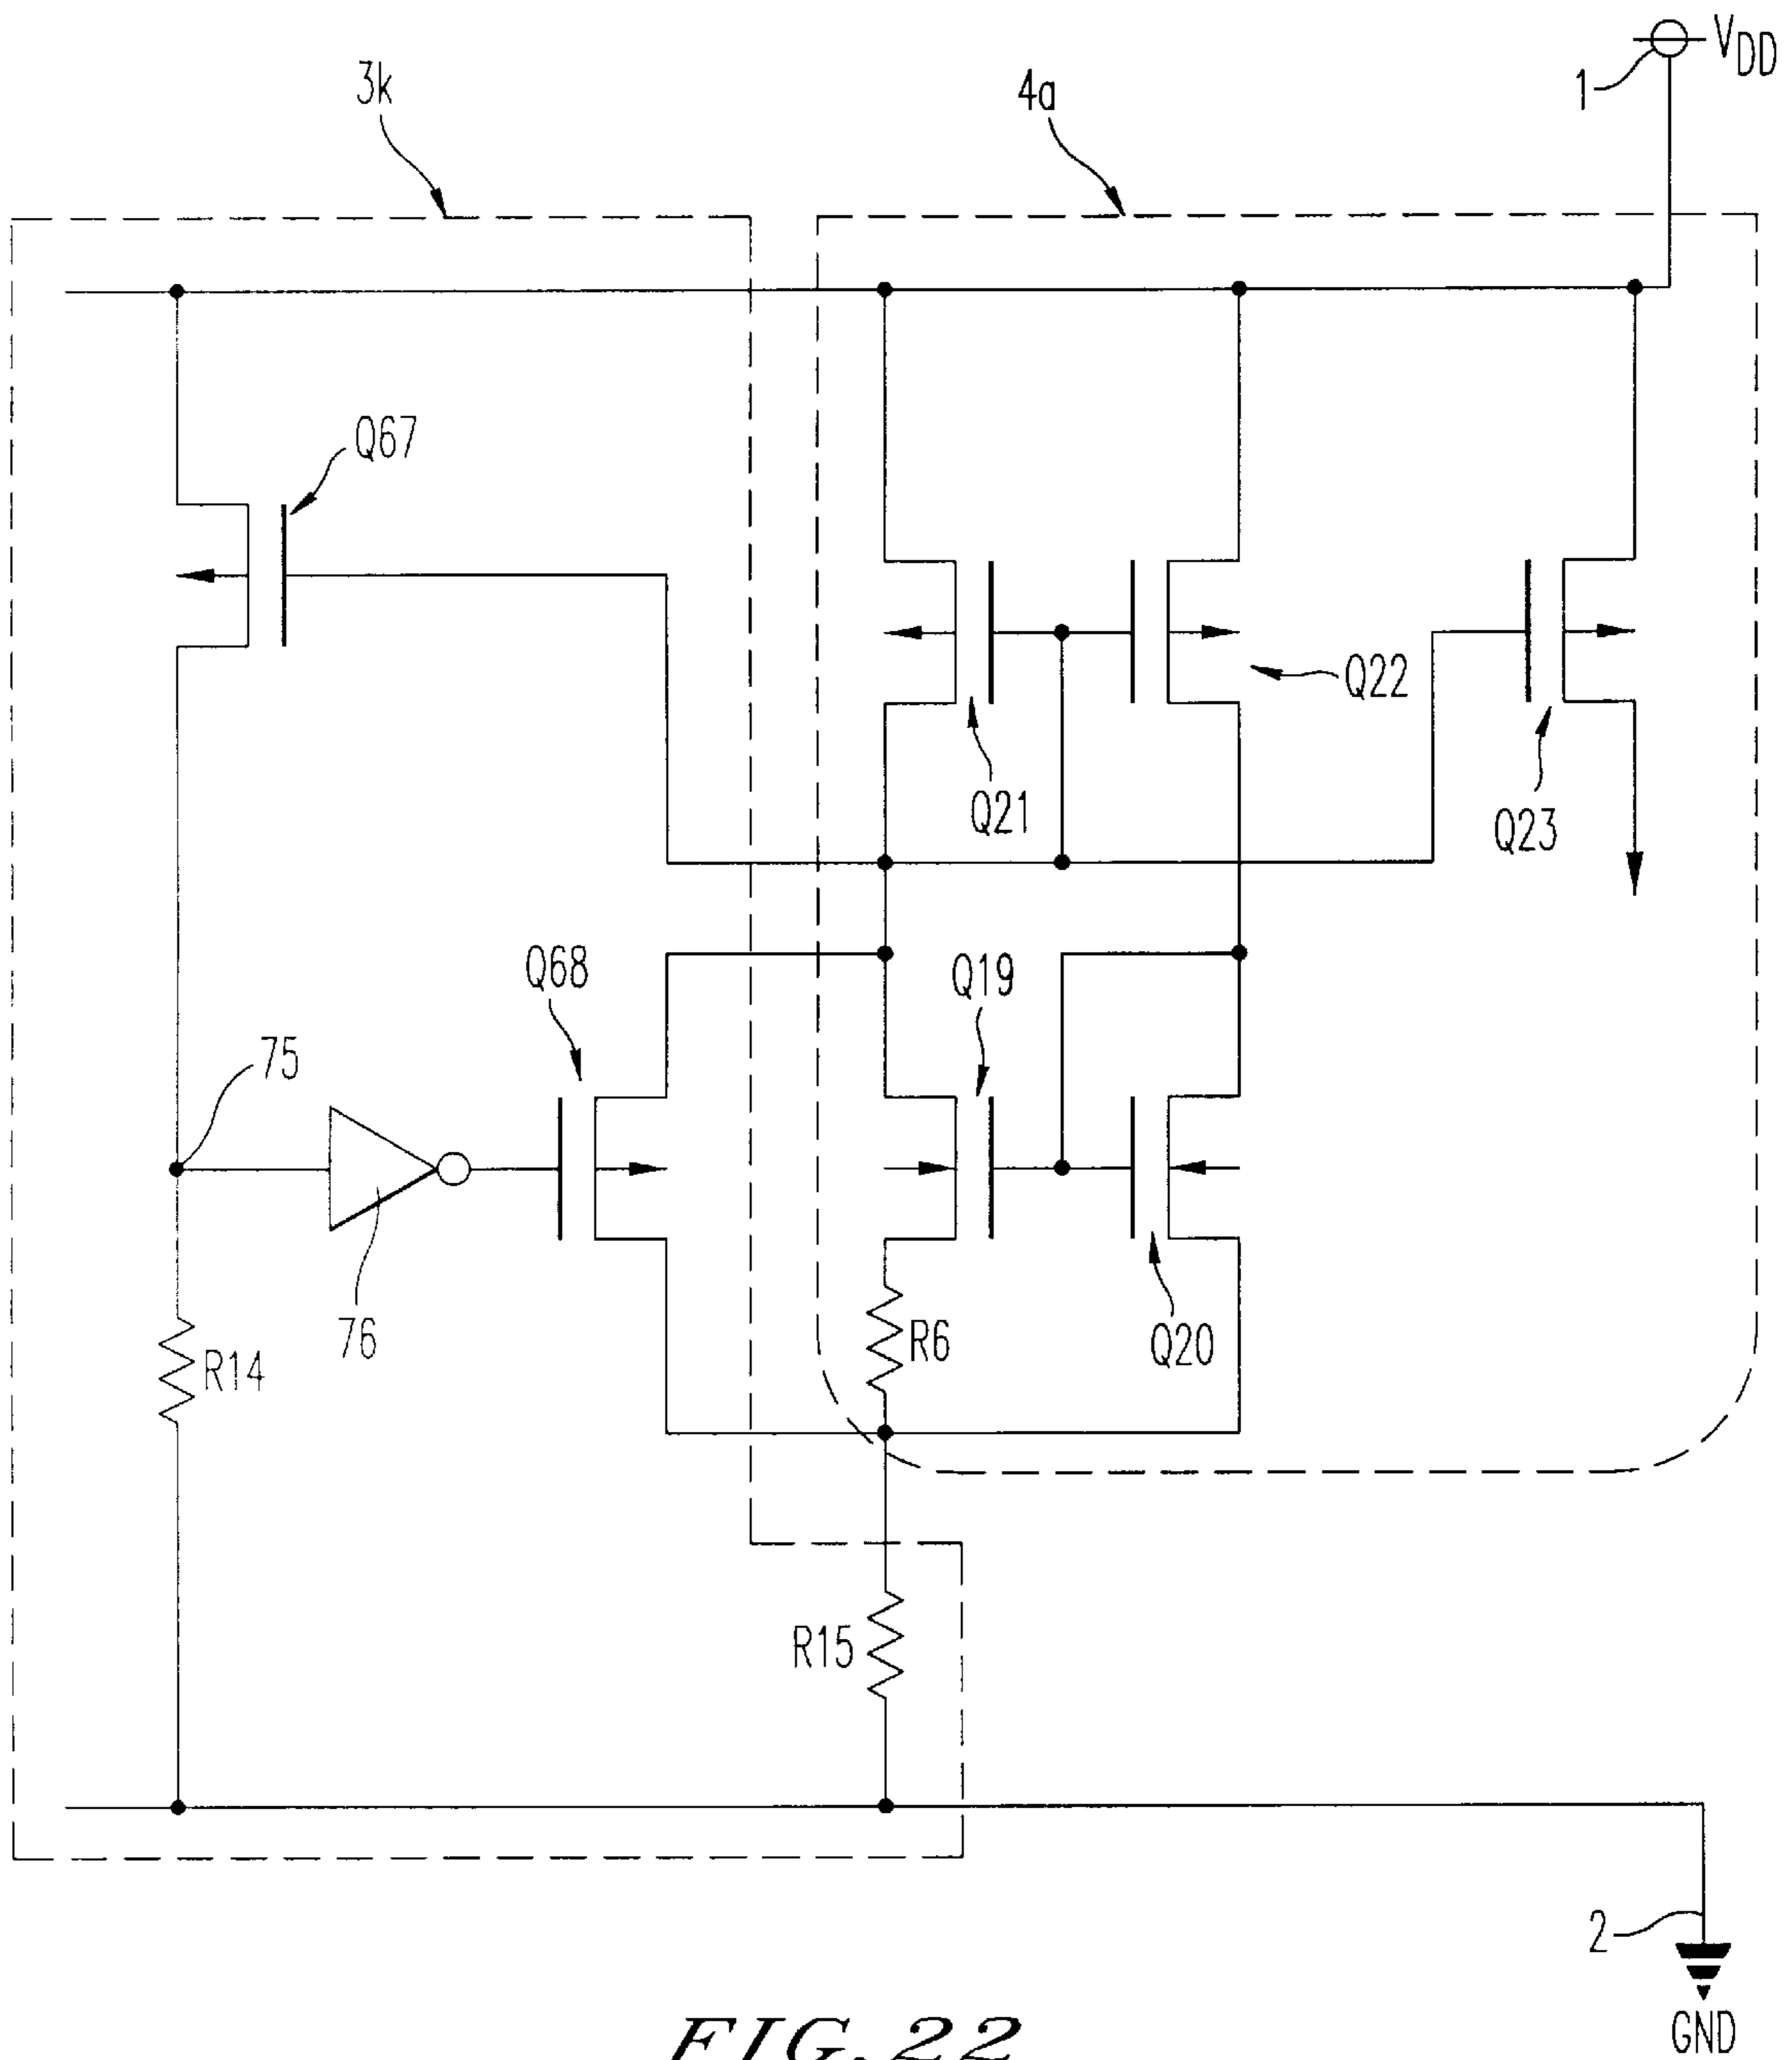 VDD
1
3k
4a
Q67
Q22
Q21
Q23
Q68
Q19
75
76
R14
R6
Q20
R15
2
GND
FIG.22